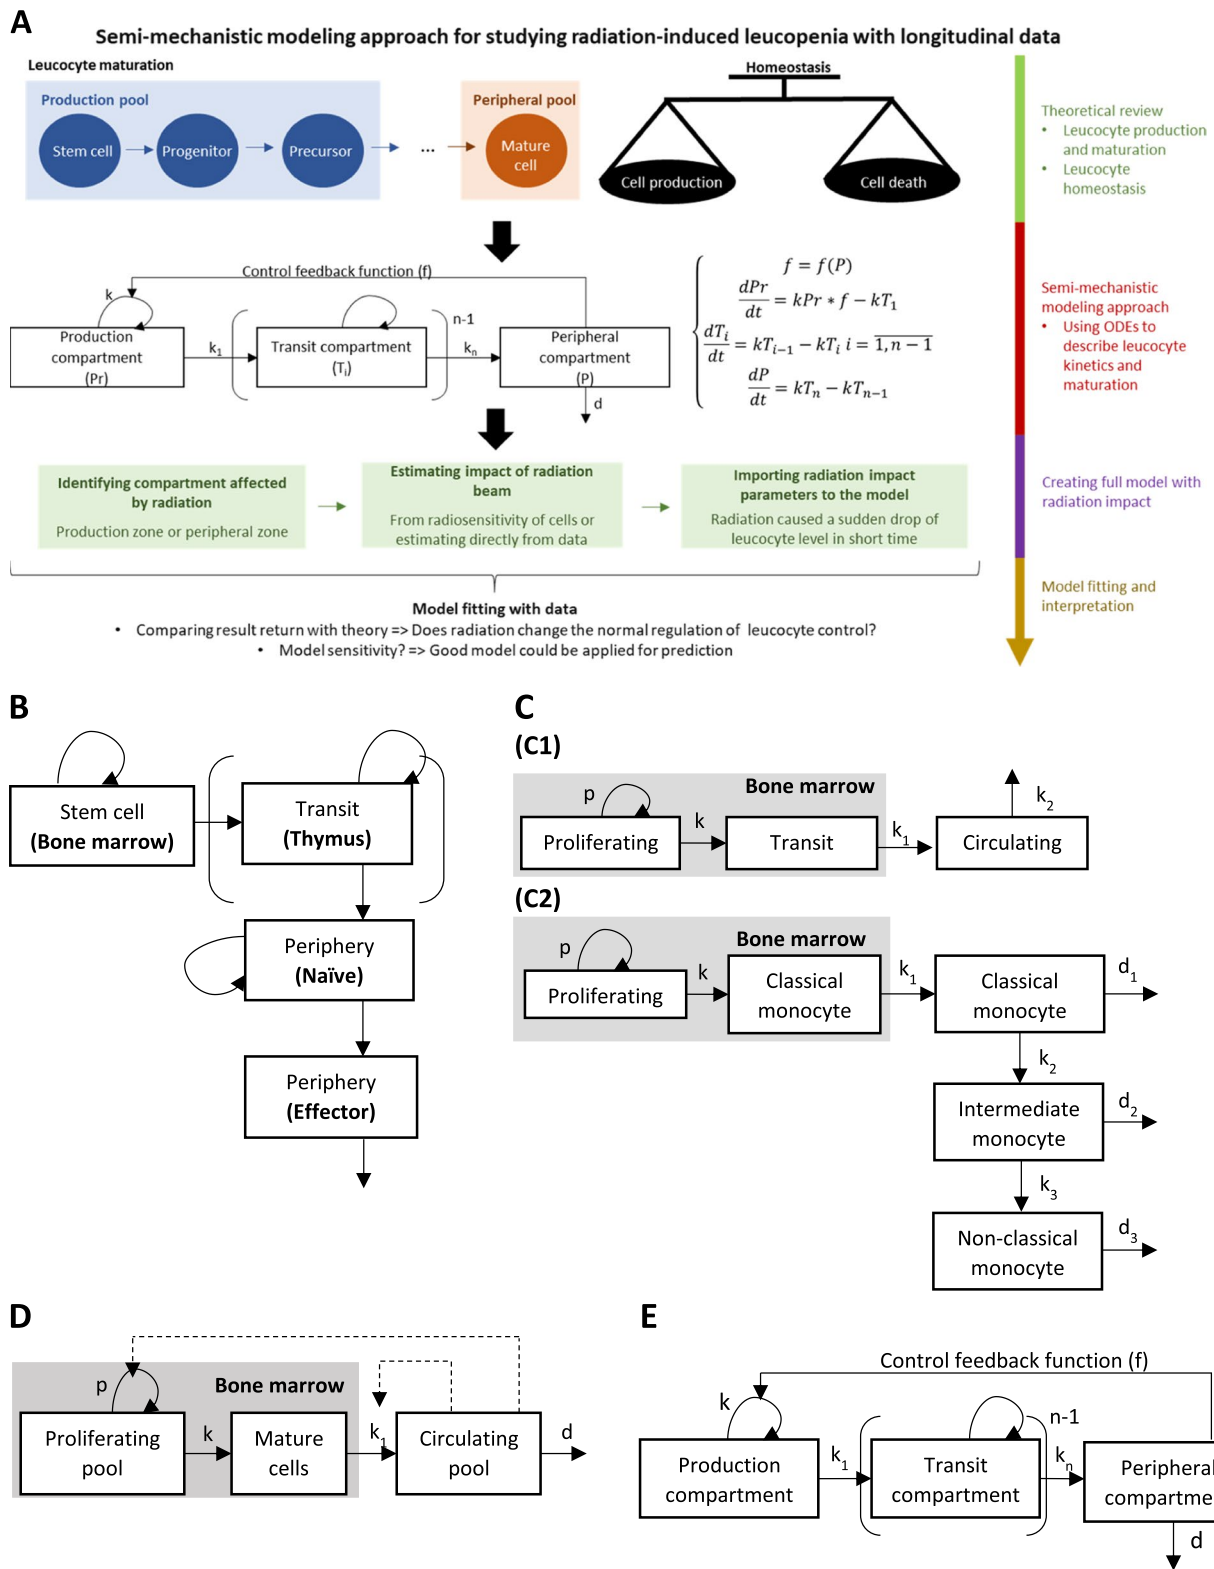 A
Semi-mechanistic modeling approach for studying radiation-induced leucopenia with longitudinal data
Leucocyte maturation
Production pool
Stem cell
Progenitor
Precursor
...
Peripheral pool
Mature
cell
Homeostasis
Cell production
Cell death
Theoretical review
• Leucocyte production
and maturation
• Leucocyte
homeostasis
Control feedback function (f)
k
Production
compartment
(Pr)
k1
Transit compartment
(Ti)
n-1
kn
Peripheral
compartment
(P)
d
f = f(P)
dPr/dt = kPr * f − kT1
dTi/dt = kTi−1 − kTi i = 1, n − 1
dP/dt = kTn − kTn−1
Semi-mechanistic
modeling approach
• Using ODEs to
describe leucocyte
kinetics and
maturation
Identifying compartment affected
by radiation
Production zone or peripheral zone
Estimating impact of radiation
beam
From radiosensitivity of cells or
estimating directly from data
Importing radiation impact
parameters to the model
Radiation caused a sudden drop of
leucocyte level in short time
Creating full model with
radiation impact
Model fitting with data
• Comparing result return with theory => Does radiation change the normal regulation of leucocyte control?
• Model sensitivity? => Good model could be applied for prediction
Model fitting and
interpretation
B
Stem cell
(Bone marrow)
Transit
(Thymus)
Periphery
(Naïve)
Periphery
(Effector)
C
(C1)
Bone marrow
p
Proliferating
k
Transit
k1
Circulating
k2
(C2)
Bone marrow
p
Proliferating
k
Classical
monocyte
k1
Classical
monocyte
d1
k2
Intermediate
monocyte
d2
k3
Non-classical
monocyte
d3
D
p
Bone marrow
Proliferating
pool
k
Mature
cells
k1
Circulating
pool
d
E
Control feedback function (f)
k
Production
compartment
k1
Transit
compartment
n-1
kn
Peripheral
compartme
d